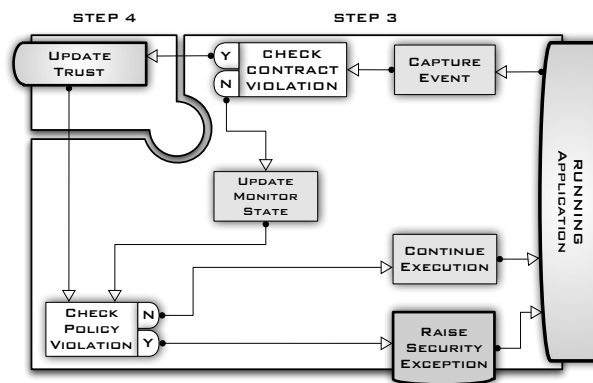 STEP 4
STEP 3
UPDATE
TRUST
Y
N
CHECK
CONTRACT
VIOLATION
CAPTURE
EVENT
UPDATE
MONITOR
STATE
RUNNING
APPLICATION
CONTINUE
EXECUTION
CHECK
POLICY
VIOLATION
N
Y
RAISE
SECURITY
EXCEPTION